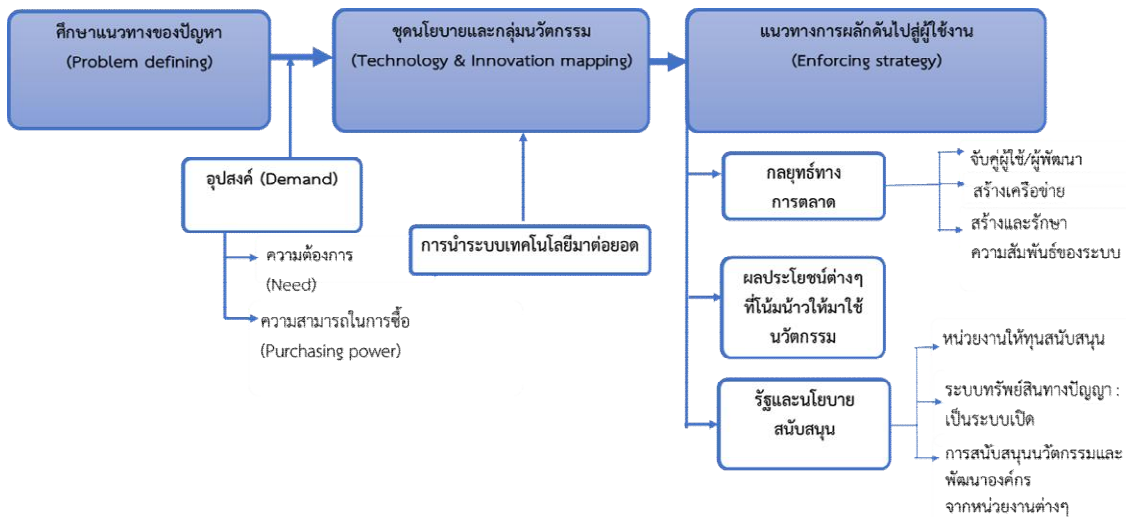 ศึกษาแนวทางของปัญหา
(Problem defining)
ชุดนโยบายและกลุ่มนวัตกรรม
(Technology & Innovation mapping)
แนวทางการผลักดันไปสู่ผู้ใช้งาน
(Enforcing strategy)
อุปสงค์ (Demand)
ความต้องการ
(Need)
ความสามารถในการซื้อ
(Purchasing power)
การนำระบบเทคโนโลยีมาต่อยอด
กลยุทธ์ทาง
การตลาด
จับคู่ผู้ใช้/ผู้พัฒนา
สร้างเครือข่าย
สร้างและรักษา
ความสัมพันธ์ของระบบ
ผลประโยชน์ต่างๆ
ที่โน้มน้าวให้มาใช้
นวัตกรรม
รัฐและนโยบาย
สนับสนุน
หน่วยงานให้ทุนสนับสนุน
ระบบทรัพย์สินทางปัญญา :
เป็นระบบเปิด
การสนับสนุนนวัตกรรมและ
พัฒนาองค์กร
จากหน่วยงานต่างๆ